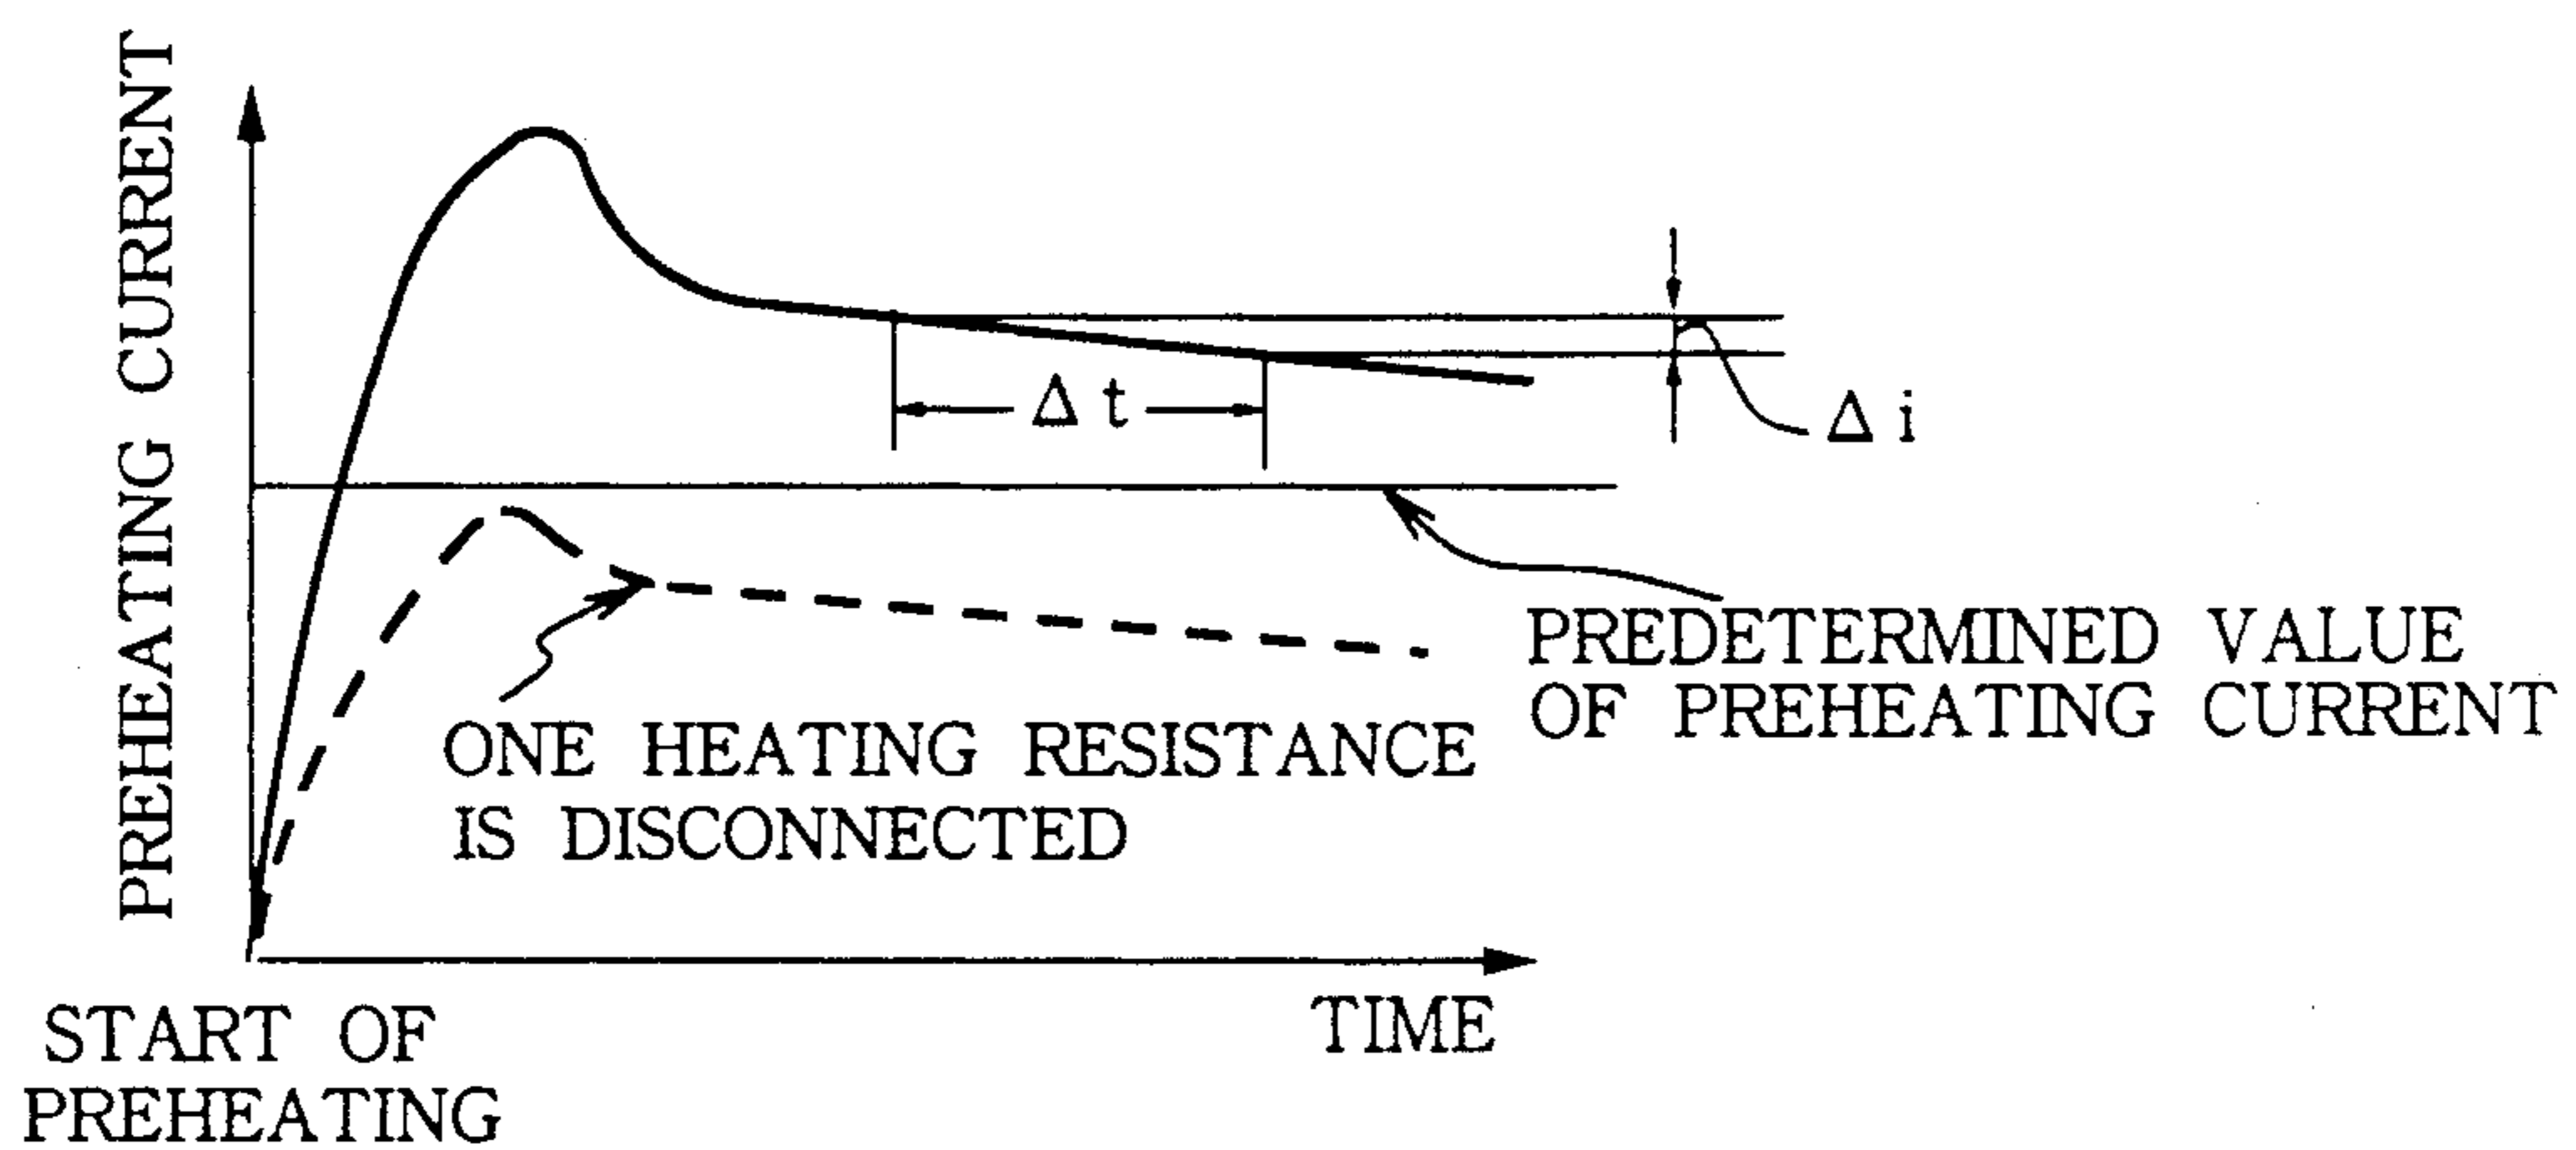 PREHEATING CURRENT
Δt
Δi
PREDETERMINED VALUE
OF PREHEATING CURRENT
ONE HEATING RESISTANCE
IS DISCONNECTED
TIME
START OF
PREHEATING